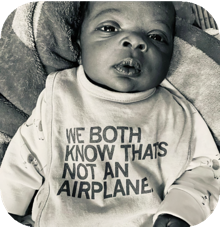 WE BOTH
KNOW THATS
NOT AN
AIRPLANE.